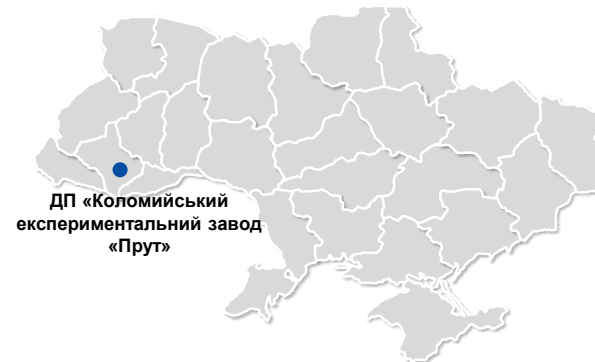 ДП «Коломийський
експериментальний завод
«Прут»